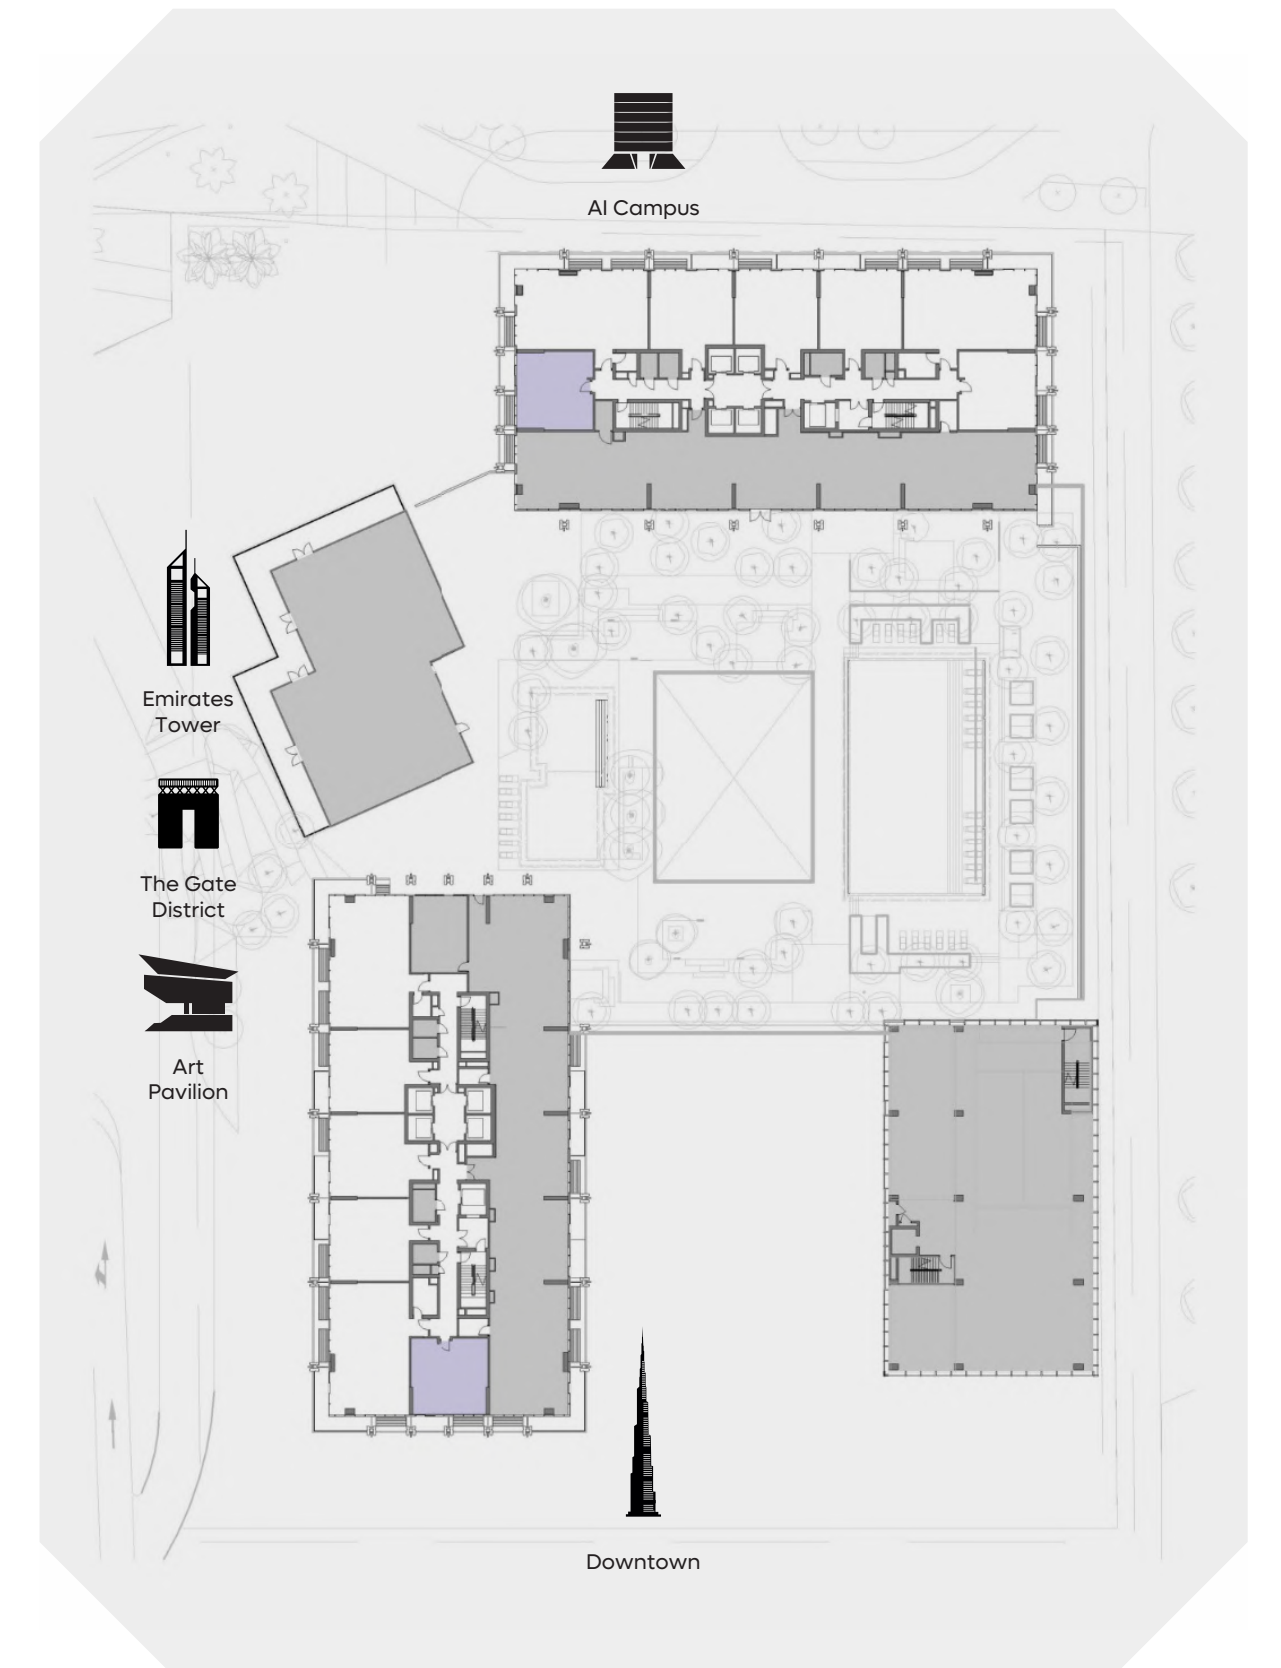 AI Campus
Emirates
Tower
The Gate
District
Art
Pavilion
Downtown